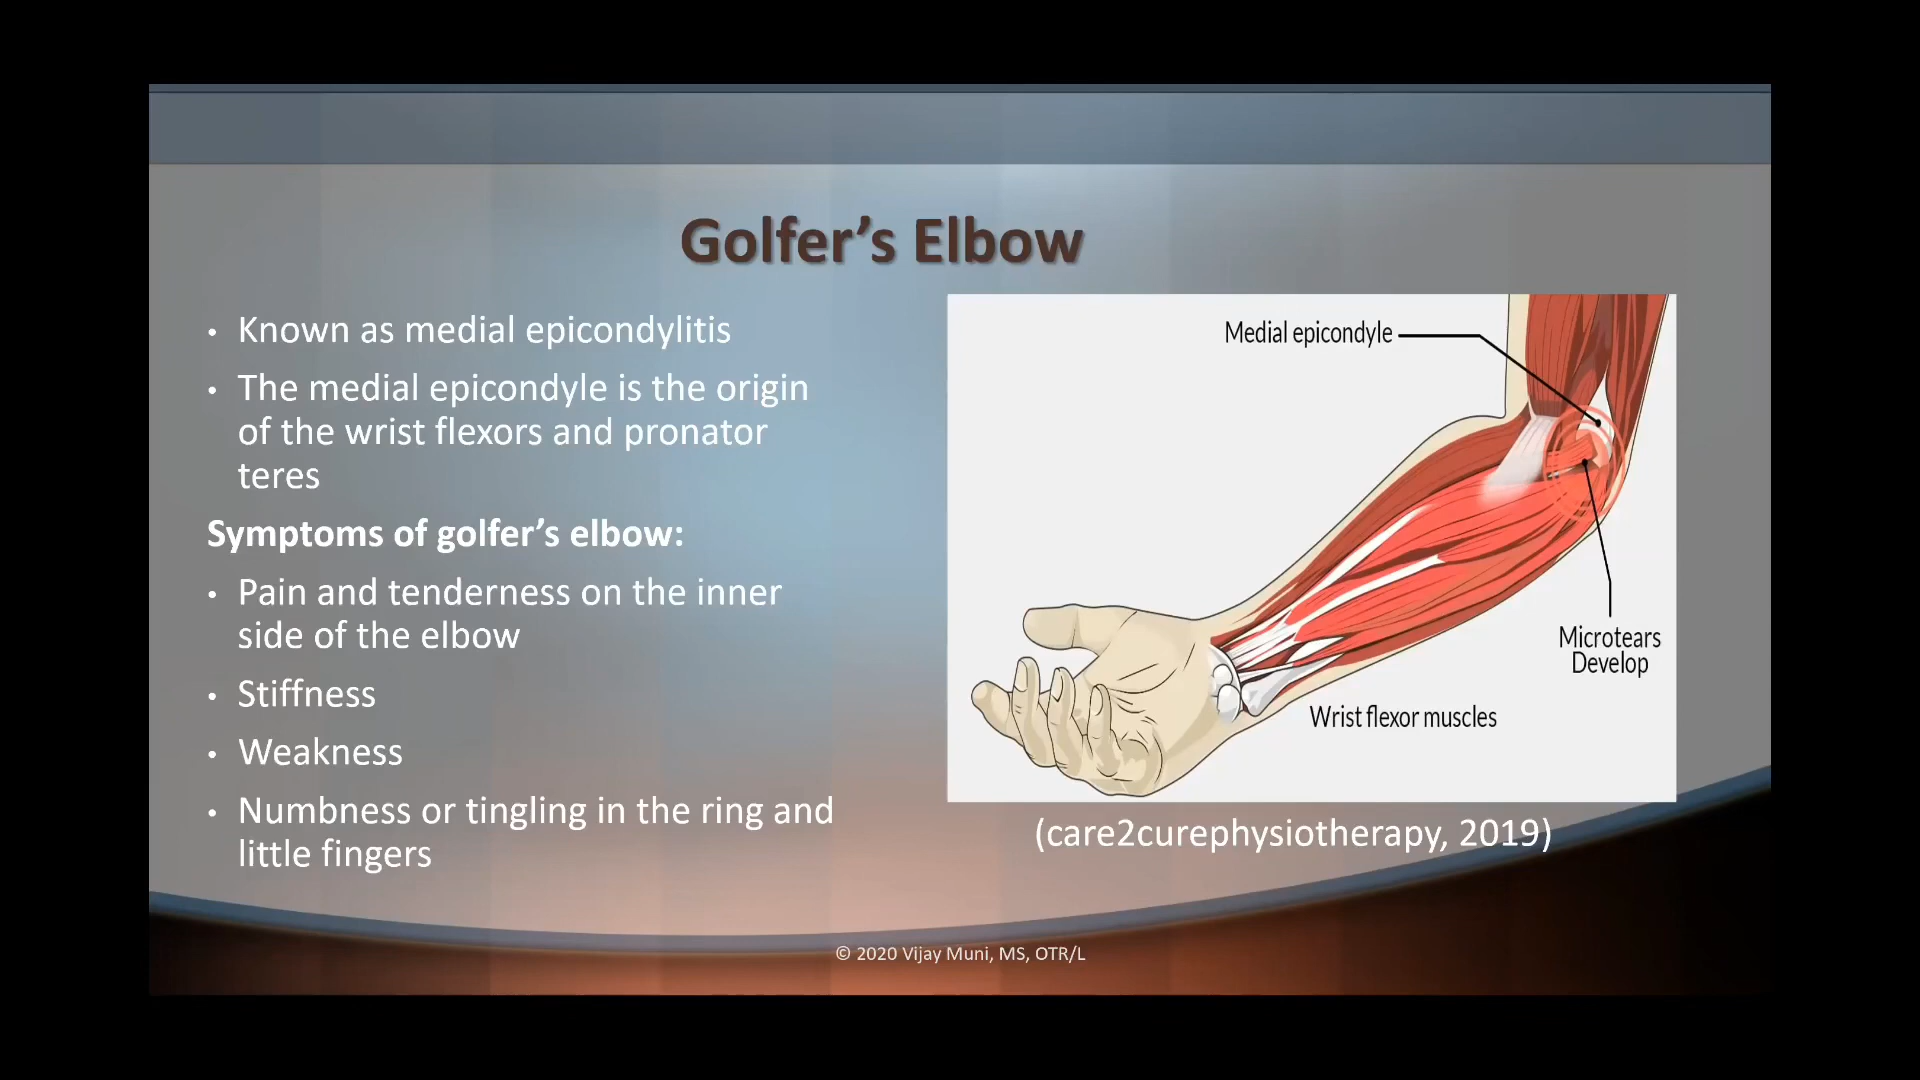 Golfer’s Elbow
• Known as medial epicondylitis
• The medial epicondyle is the origin
of the wrist flexors and pronator
teres
Symptoms of golfer’s elbow:
• Pain and tenderness on the inner
side of the elbow
• Stiffness
• Weakness
• Numbness or tingling in the ring and
little fingers
Medial epicondyle
Microtears
Develop
Wrist flexor muscles
(care2curephysiotherapy, 2019)
© 2020 Vijay Muni, MS, OTR/L